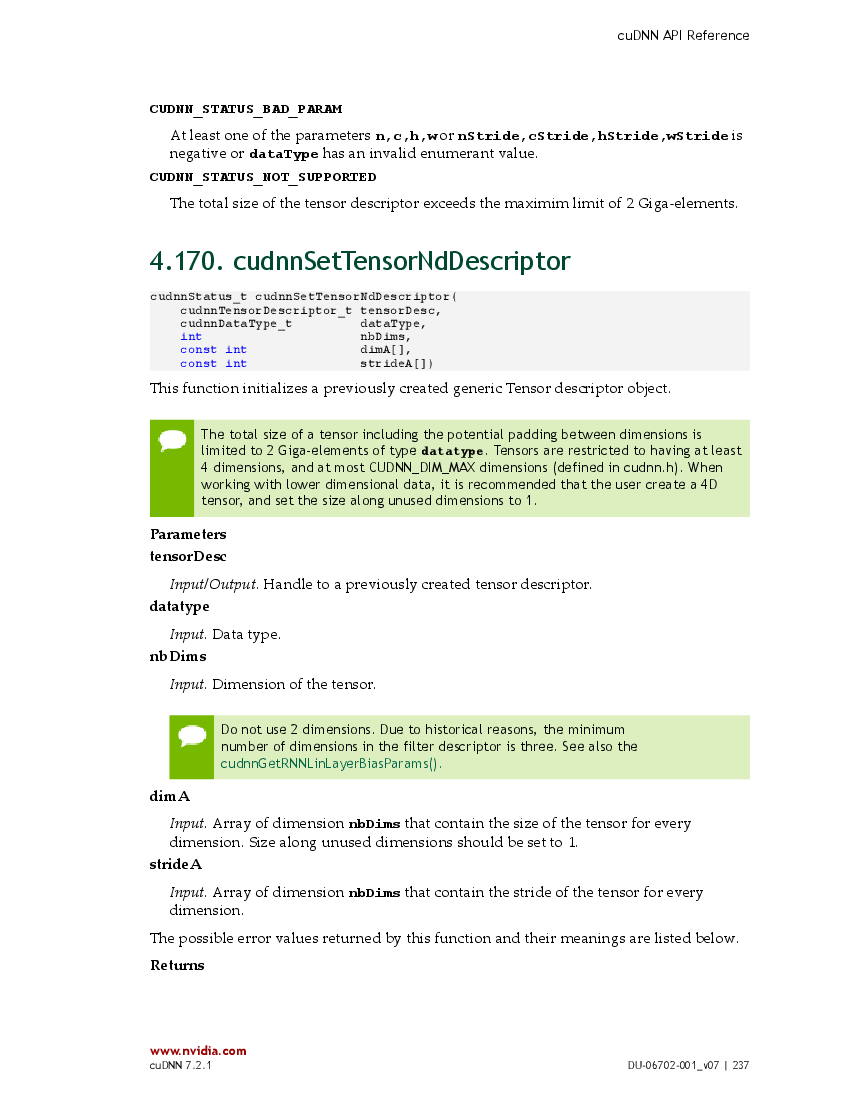 cuDNN API Reference
CUDNN_STATUS_BAD_PARAM
At least one of the parameters n,c,h,w or nStride,cStride,hStride,wStride is
negative or dataType has an invalid enumerant value.
CUDNN_STATUS_NOT_SUPPORTED
The total size of the tensor descriptor exceeds the maximim limit of 2 Giga-elements.
4.170. cudnnSetTensorNdDescriptor
cudnnStatus_t cudnnSetTensorNdDescriptor(
    cudnnTensorDescriptor_t tensorDesc,
    cudnnDataType_t         dataType,
    int                     nbDims,
    const int               dimA[],
    const int               strideA[])
This function initializes a previously created generic Tensor descriptor object.
The total size of a tensor including the potential padding between dimensions is
limited to 2 Giga-elements of type datatype. Tensors are restricted to having at least
4 dimensions, and at most CUDNN_DIM_MAX dimensions (defined in cudnn.h). When
working with lower dimensional data, it is recommended that the user create a 4D
tensor, and set the size along unused dimensions to 1.
Parameters
tensorDesc
Input/Output. Handle to a previously created tensor descriptor.
datatype
Input. Data type.
nbDims
Input. Dimension of the tensor.
Do not use 2 dimensions. Due to historical reasons, the minimum
number of dimensions in the filter descriptor is three. See also the
cudnnGetRNNLinLayerBiasParams().
dimA
Input. Array of dimension nbDims that contain the size of the tensor for every
dimension. Size along unused dimensions should be set to 1.
strideA
Input. Array of dimension nbDims that contain the stride of the tensor for every
dimension.
The possible error values returned by this function and their meanings are listed below.
Returns
www.nvidia.com
cuDNN 7.2.1
DU-06702-001_v07 | 237